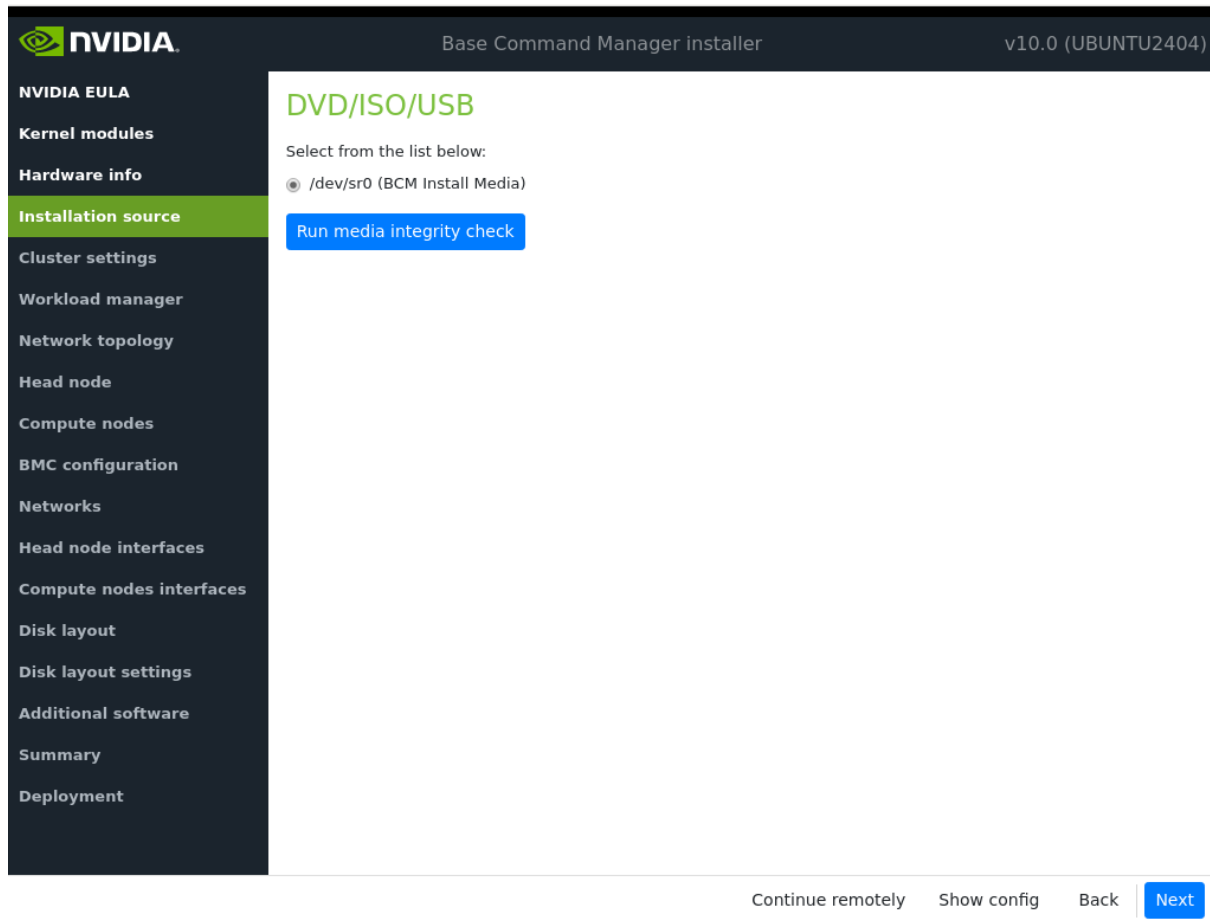 NVIDIA.
Base Command Manager installer
v10.0 (UBUNTU2404)
NVIDIA EULA
Kernel modules
Hardware info
Installation source
Cluster settings
Workload manager
Network topology
Head node
Compute nodes
BMC configuration
Networks
Head node interfaces
Compute nodes interfaces
Disk layout
Disk layout settings
Additional software
Summary
Deployment
DVD/ISO/USB
Select from the list below:
/dev/sr0 (BCM Install Media)
Run media integrity check
Continue remotely
Show config
Back
Next